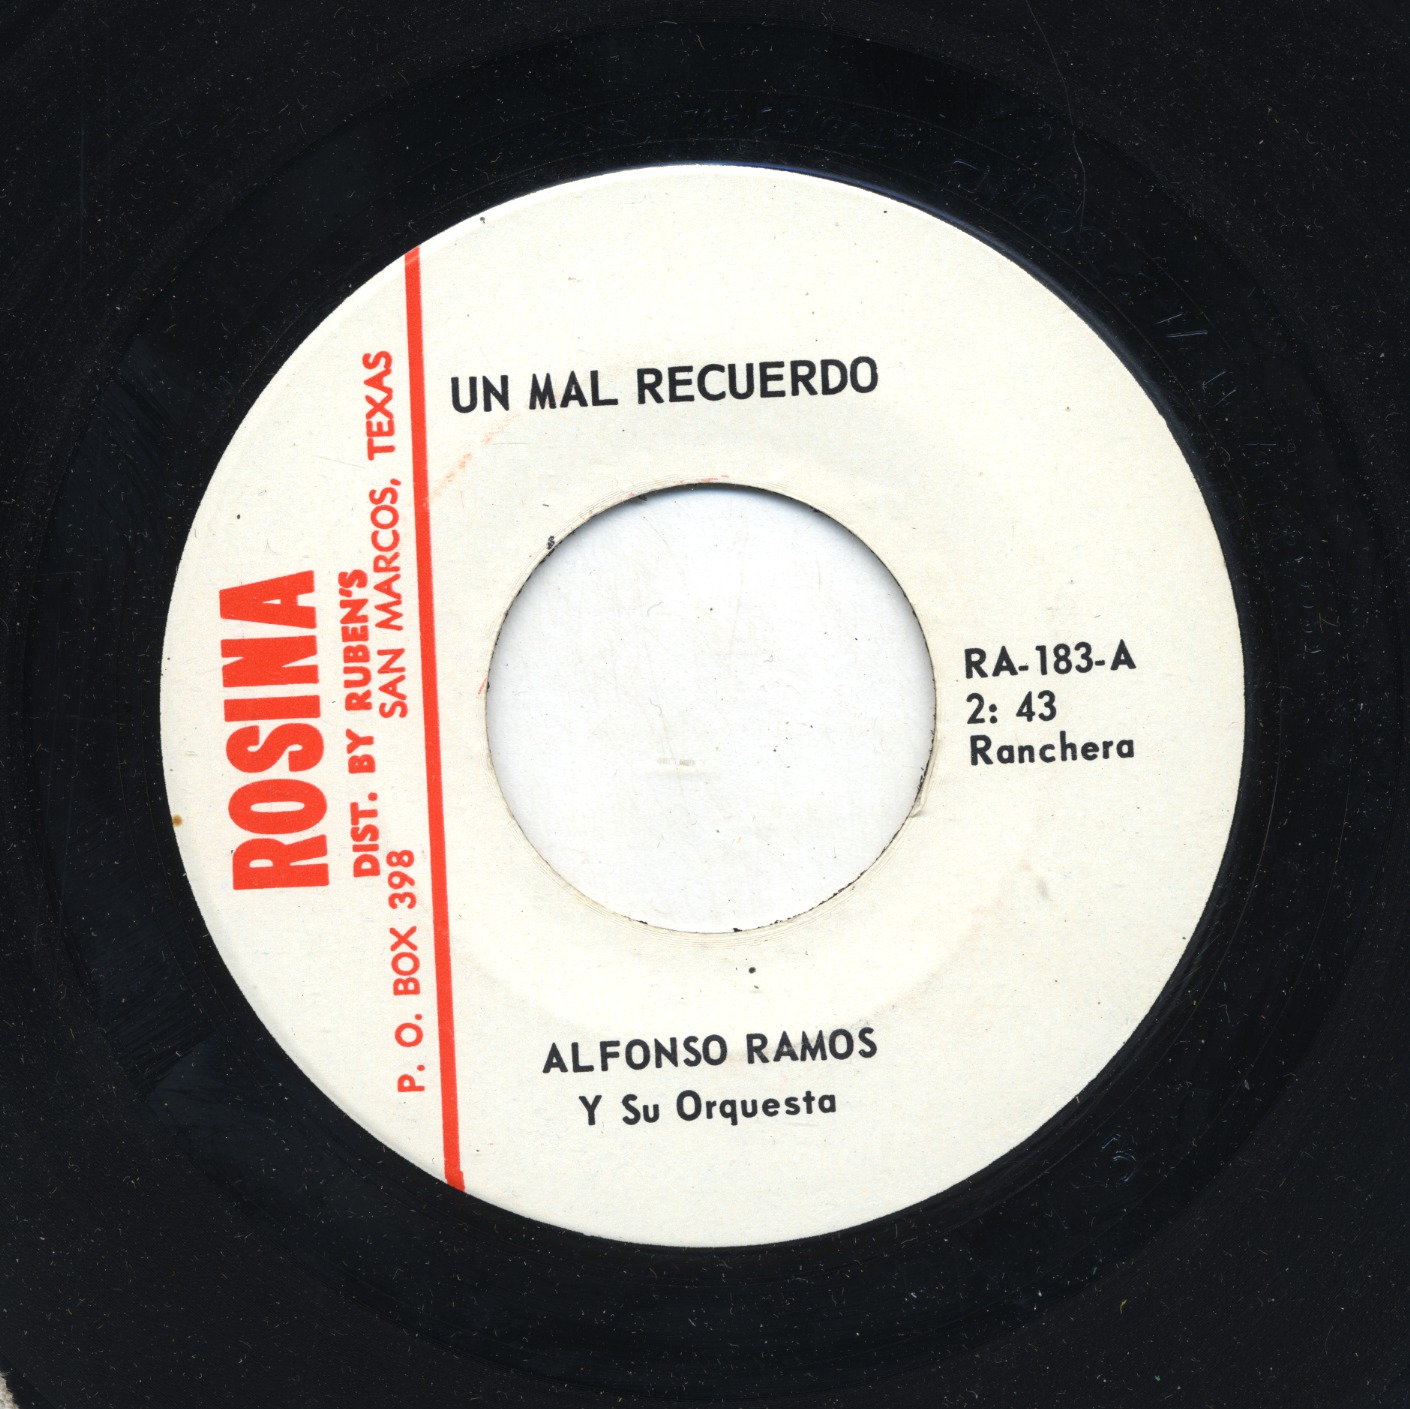 ROSINA
DIST. BY RUBEN'S
P. O. BOX 398 SAN MARCOS, TEXAS
UN MAL RECUERDO
RA-183-A
2: 43
Ranchera
ALFONSO RAMOS
Y Su Orquesta